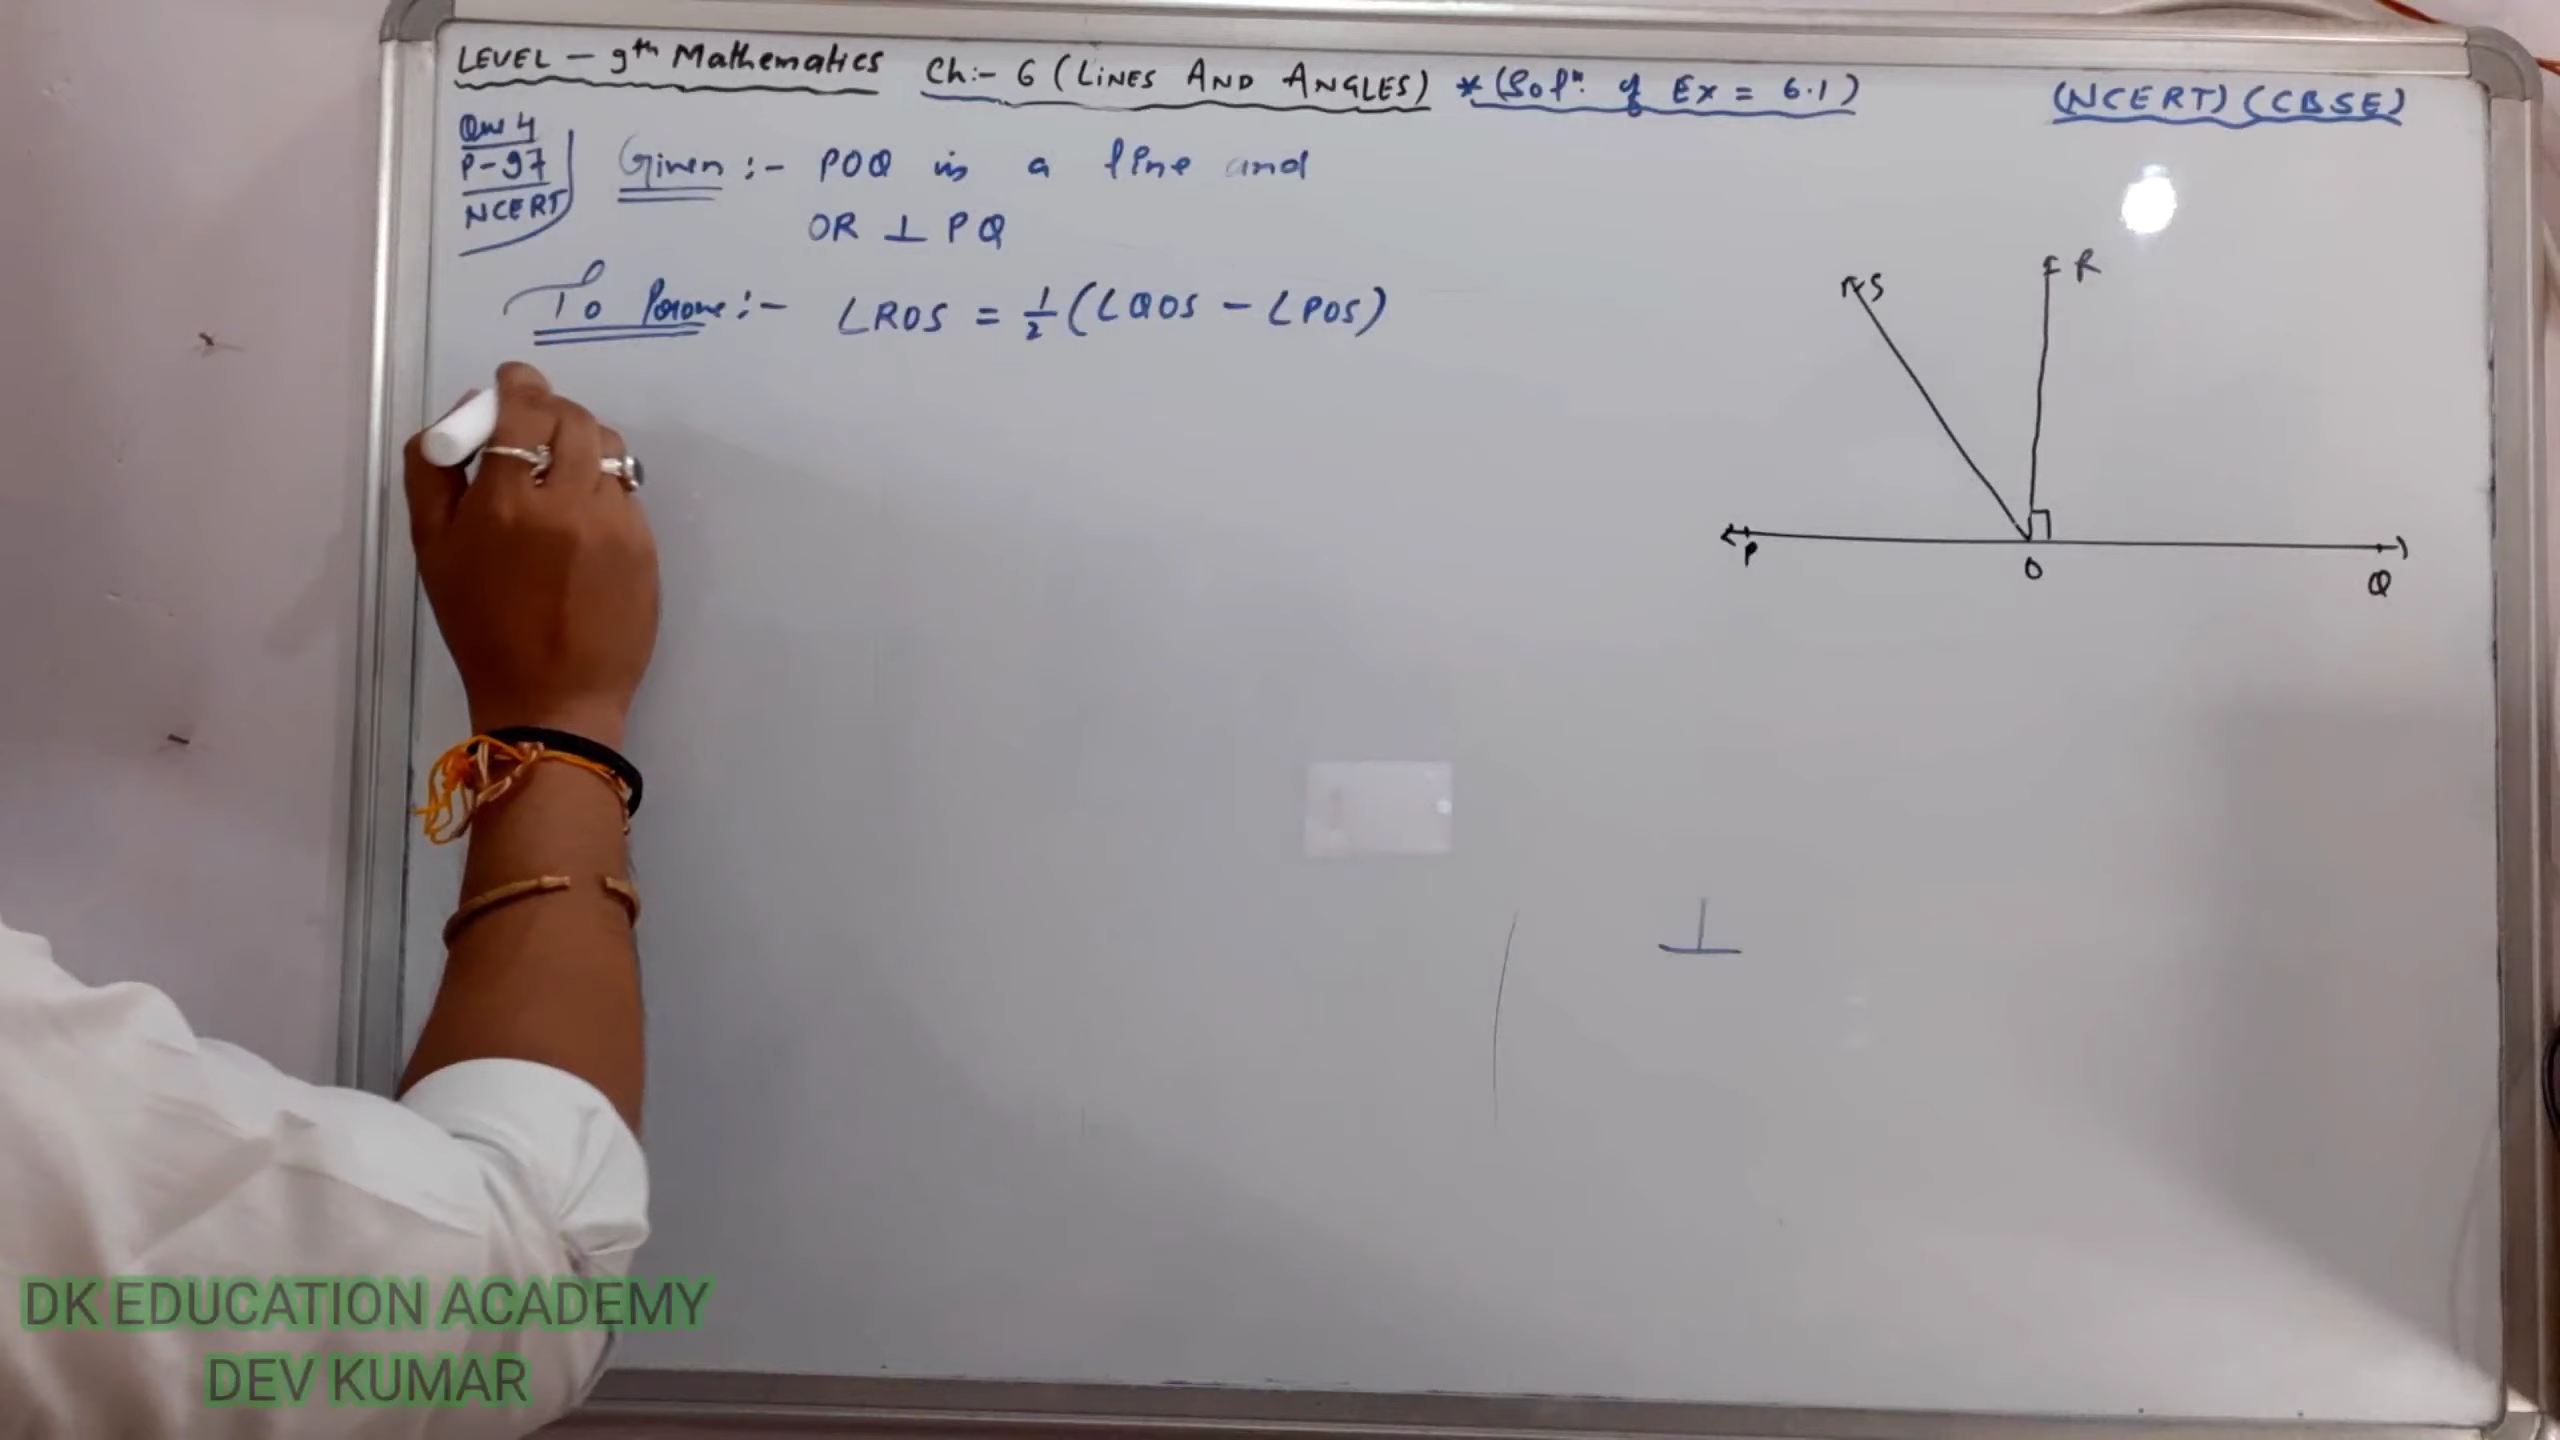 LEVEL - 9th Mathematics Ch:- 6 (LINES AND ANGLES) * (Soln. of Ex = 6.1) (NCERT) (CBSE)
Que 4
P-97
NCERT
Given :- POQ is a line and
OR ⊥ PQ
To Prove :- ∠ROS = 1/2 (∠QOS - ∠POS)
S
R
P
O
Q
⊥
DK EDUCATION ACADEMY
DEV KUMAR